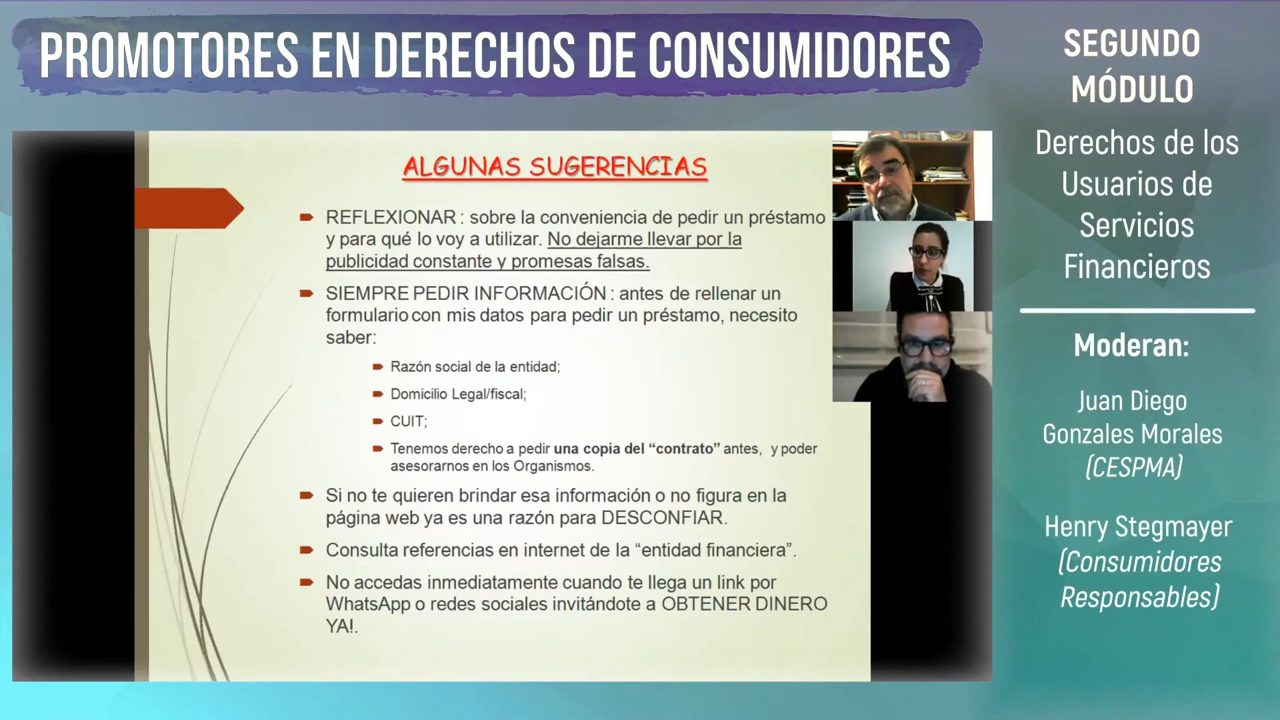 PROMOTORES EN DERECHOS DE CONSUMIDORES
ALGUNAS SUGERENCIAS
REFLEXIONAR : sobre la conveniencia de pedir un préstamo
y para qué lo voy a utilizar. No dejarme llevar por la
publicidad constante y promesas falsas.
SIEMPRE PEDIR INFORMACIÓN : antes de rellenar un
formulario con mis datos para pedir un préstamo, necesito
saber:
Razón social de la entidad;
Domicilio Legal/fiscal;
CUIT;
Tenemos derecho a pedir una copia del “contrato” antes, y poder
asesorarnos en los Organismos.
Si no te quieren brindar esa información o no figura en la
página web ya es una razón para DESCONFIAR.
Consulta referencias en internet de la “entidad financiera”.
No accedas inmediatamente cuando te llega un link por
WhatsApp o redes sociales invitándote a OBTENER DINERO
YA!.
SEGUNDO
MÓDULO
Derechos de los
Usuarios de
Servicios
Financieros
Moderan:
Juan Diego
Gonzales Morales
(CESPMA)
Henry Stegmayer
(Consumidores
Responsables)